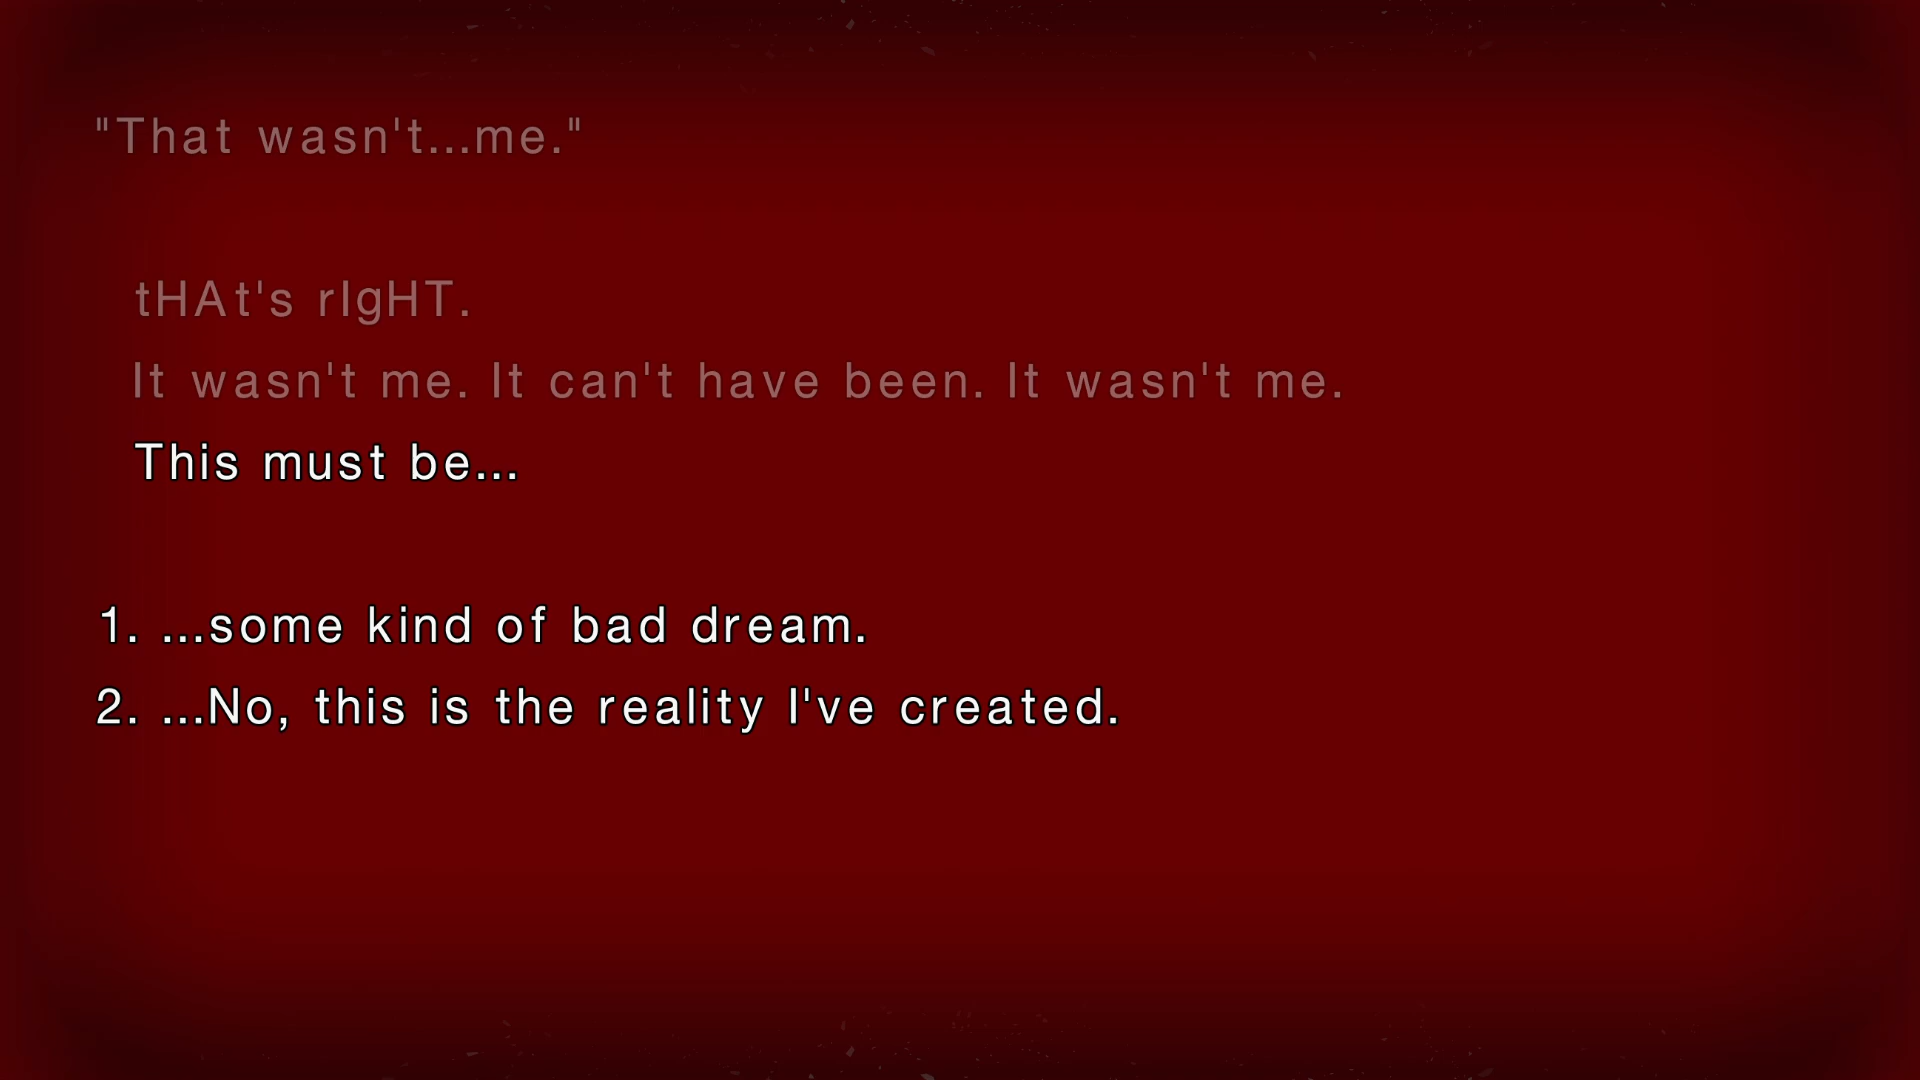 "That wasn't...me."
tHAt's rIgHT.
It wasn't me. It can't have been. It wasn't me.
This must be...
1. ...some kind of bad dream.
2. ...No, this is the reality I've created.